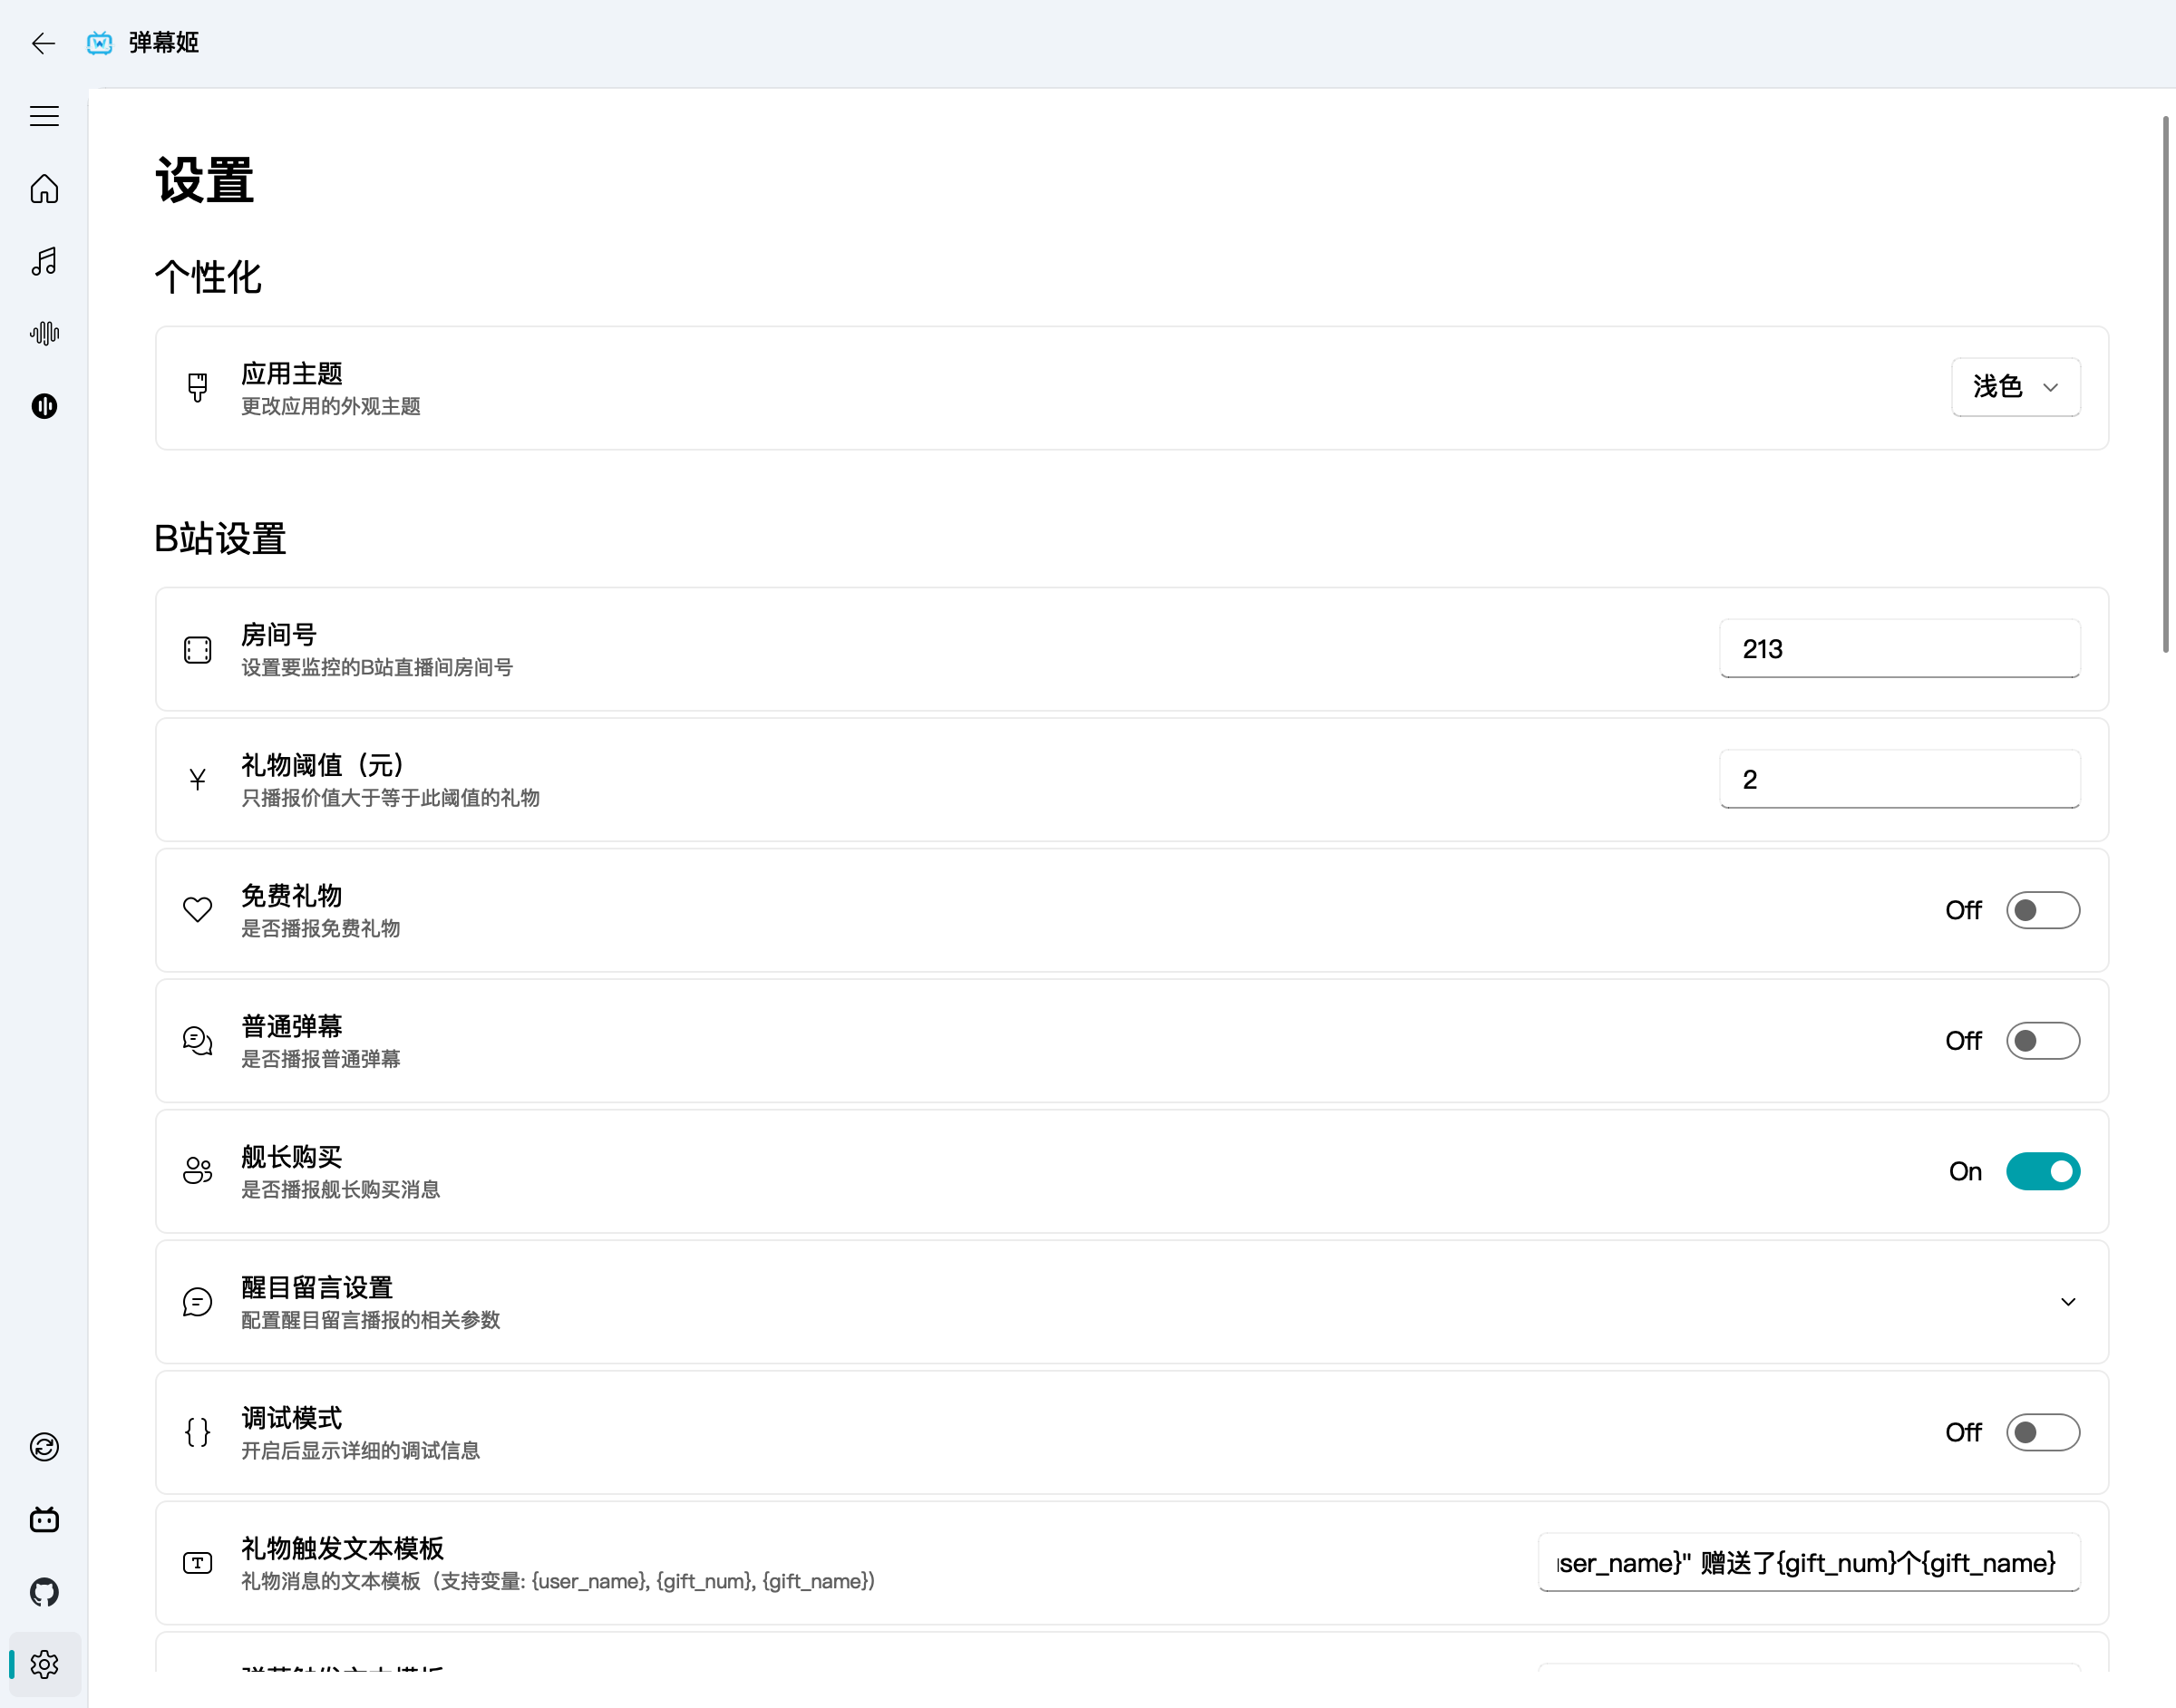 弹幕姬
设置
个性化
应用主题
更改应用的外观主题
浅色
B站设置
房间号
设置要监控的B站直播间房间号
213
¥
礼物阈值（元）
只播报价值大于等于此阈值的礼物
2
免费礼物
是否播报免费礼物
Off
普通弹幕
是否播报普通弹幕
Off
舰长购买
是否播报舰长购买消息
On
醒目留言设置
配置醒目留言播报的相关参数
{ }
调试模式
开启后显示详细的调试信息
Off
T
礼物触发文本模板
礼物消息的文本模板（支持变量: {user_name}, {gift_num}, {gift_name})
ser_name}" 赠送了{gift_num}个{gift_name}